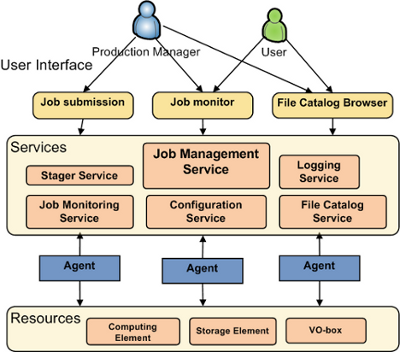 Production Manager
User
User Interface
Job submission
Job monitor
File Catalog Browser
Services
Job Management
Service
Stager Service
Logging
Service
Job Monitoring
Service
Configuration
Service
File Catalog
Service
Agent
Agent
Agent
Resources
Computing
Element
Storage Element
VO-box